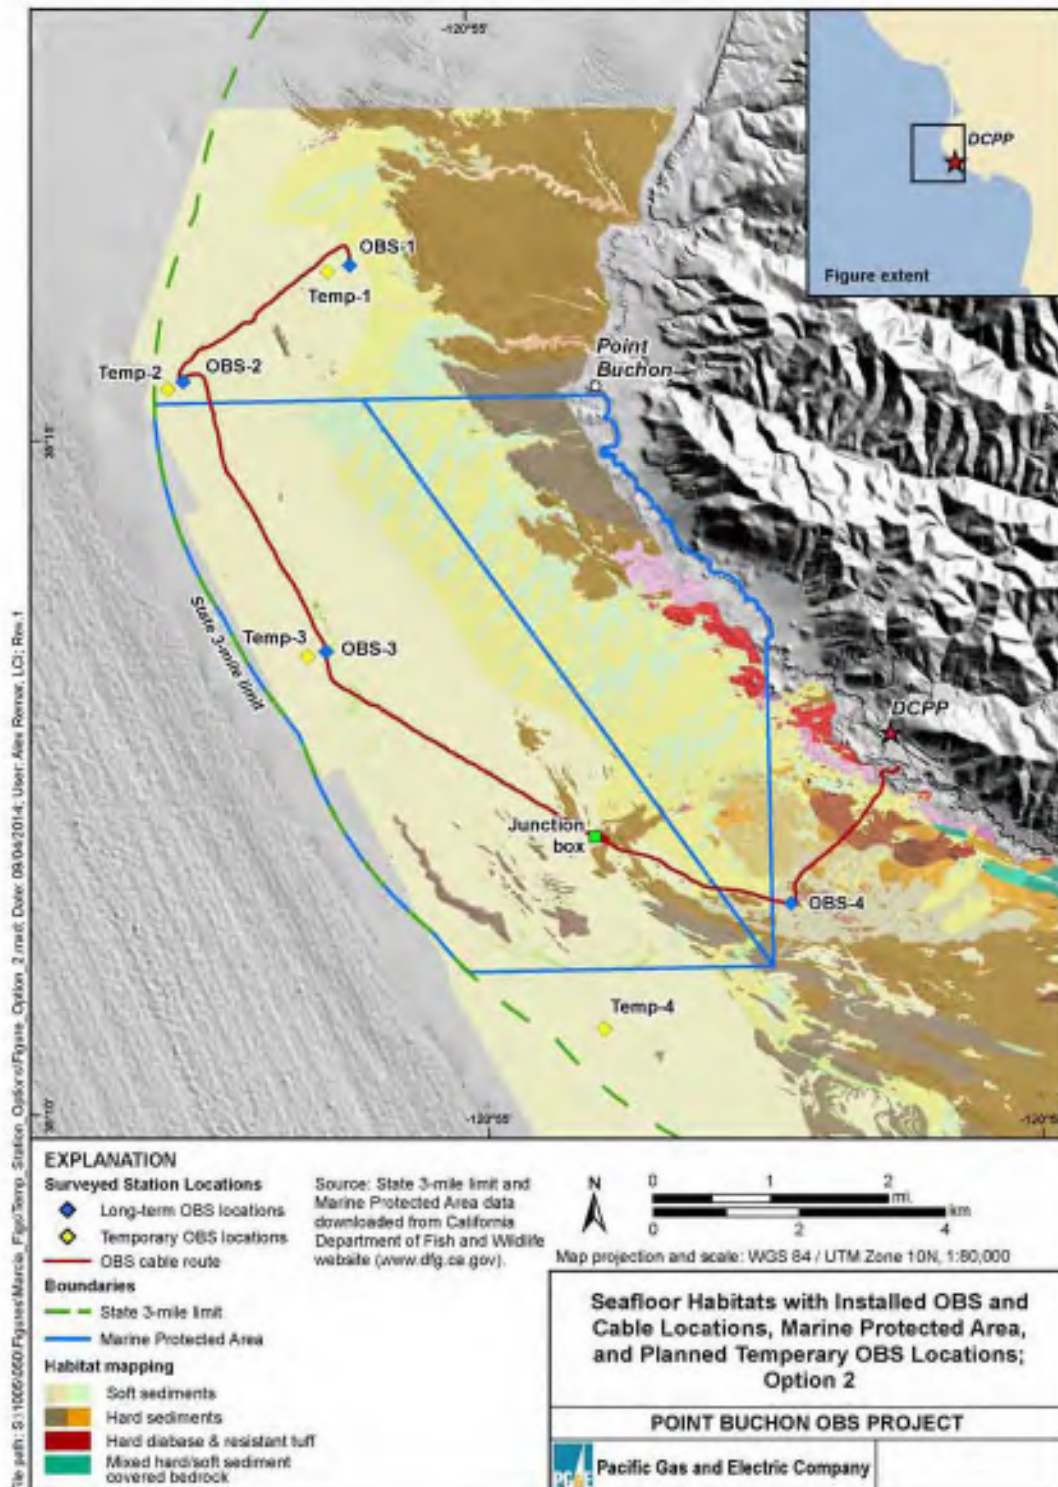 -120°55'
DCPP
Figure extent
OBS-1
Temp-1
Point
Buchon
Temp-2
OBS-2
State 3-mile limit
Temp-3
OBS-3
DCPP
Junction
box
OBS-4
Temp-4
-120°55'
EXPLANATION
Surveyed Station Locations
Long-term OBS locations
Temporary OBS locations
OBS cable route
Boundaries
State 3-mile limit
Marine Protected Area
Habitat mapping
Soft sediments
Hard sediments
Hard diabase & resistant tuff
Mixed hard/soft sediment
covered bedrock
Source: State 3-mile limit and
Marine Protected Area data
downloaded from California
Department of Fish and Wildlife
website (www.dfg.ca.gov).
N
0 1 2
mi.
km
0 2 4
Map projection and scale: WGS 84 / UTM Zone 10N, 1:80,000
Seafloor Habitats with Installed OBS and
Cable Locations, Marine Protected Area,
and Planned Temperary OBS Locations;
Option 2
POINT BUCHON OBS PROJECT
PG&E
Pacific Gas and Electric Company